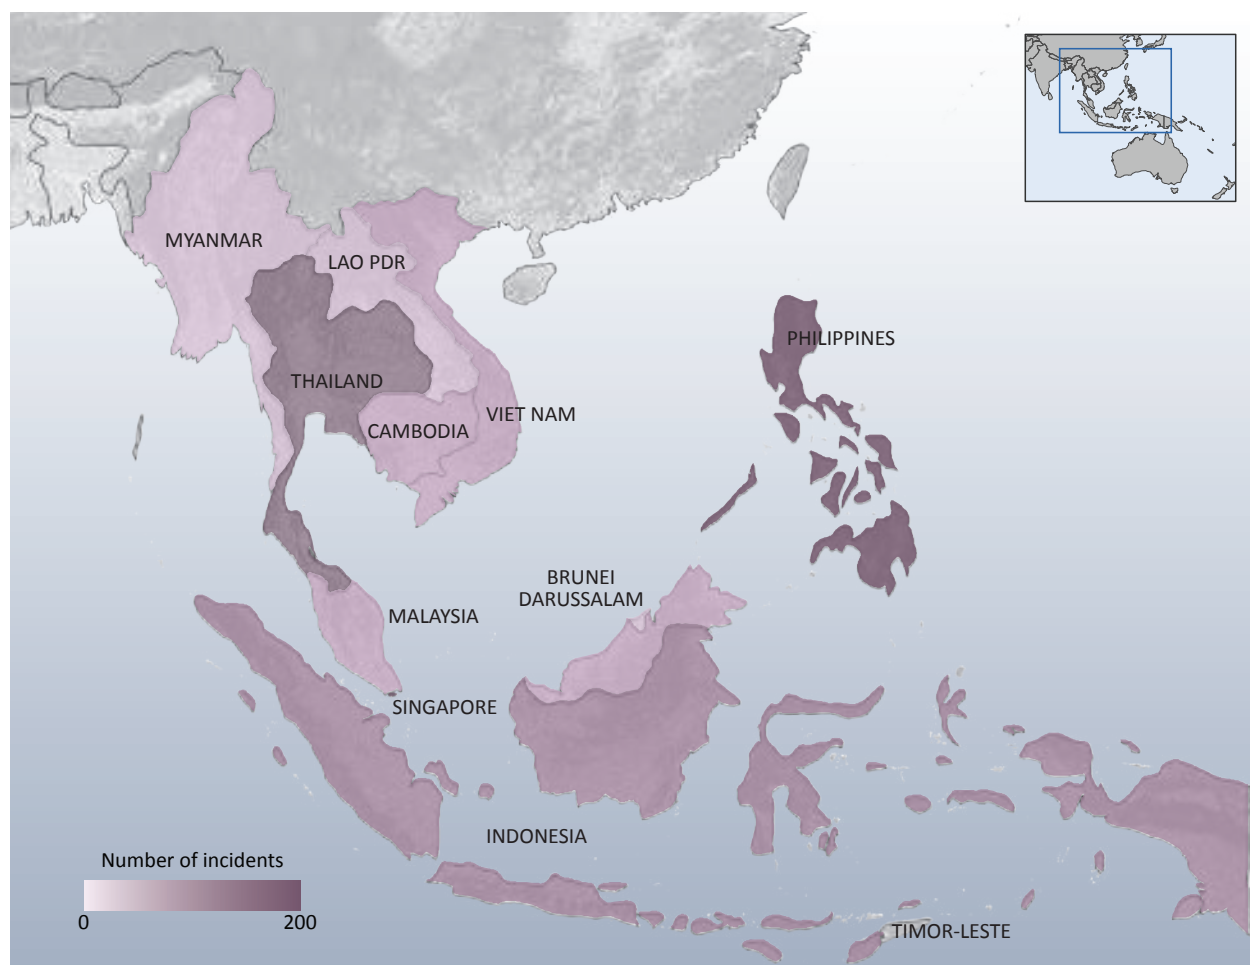 MYANMAR
LAO PDR
PHILIPPINES
THAILAND
VIET NAM
CAMBODIA
BRUNEI
DARUSSALAM
MALAYSIA
SINGAPORE
INDONESIA
Number of incidents
0
200
TIMOR-LESTE